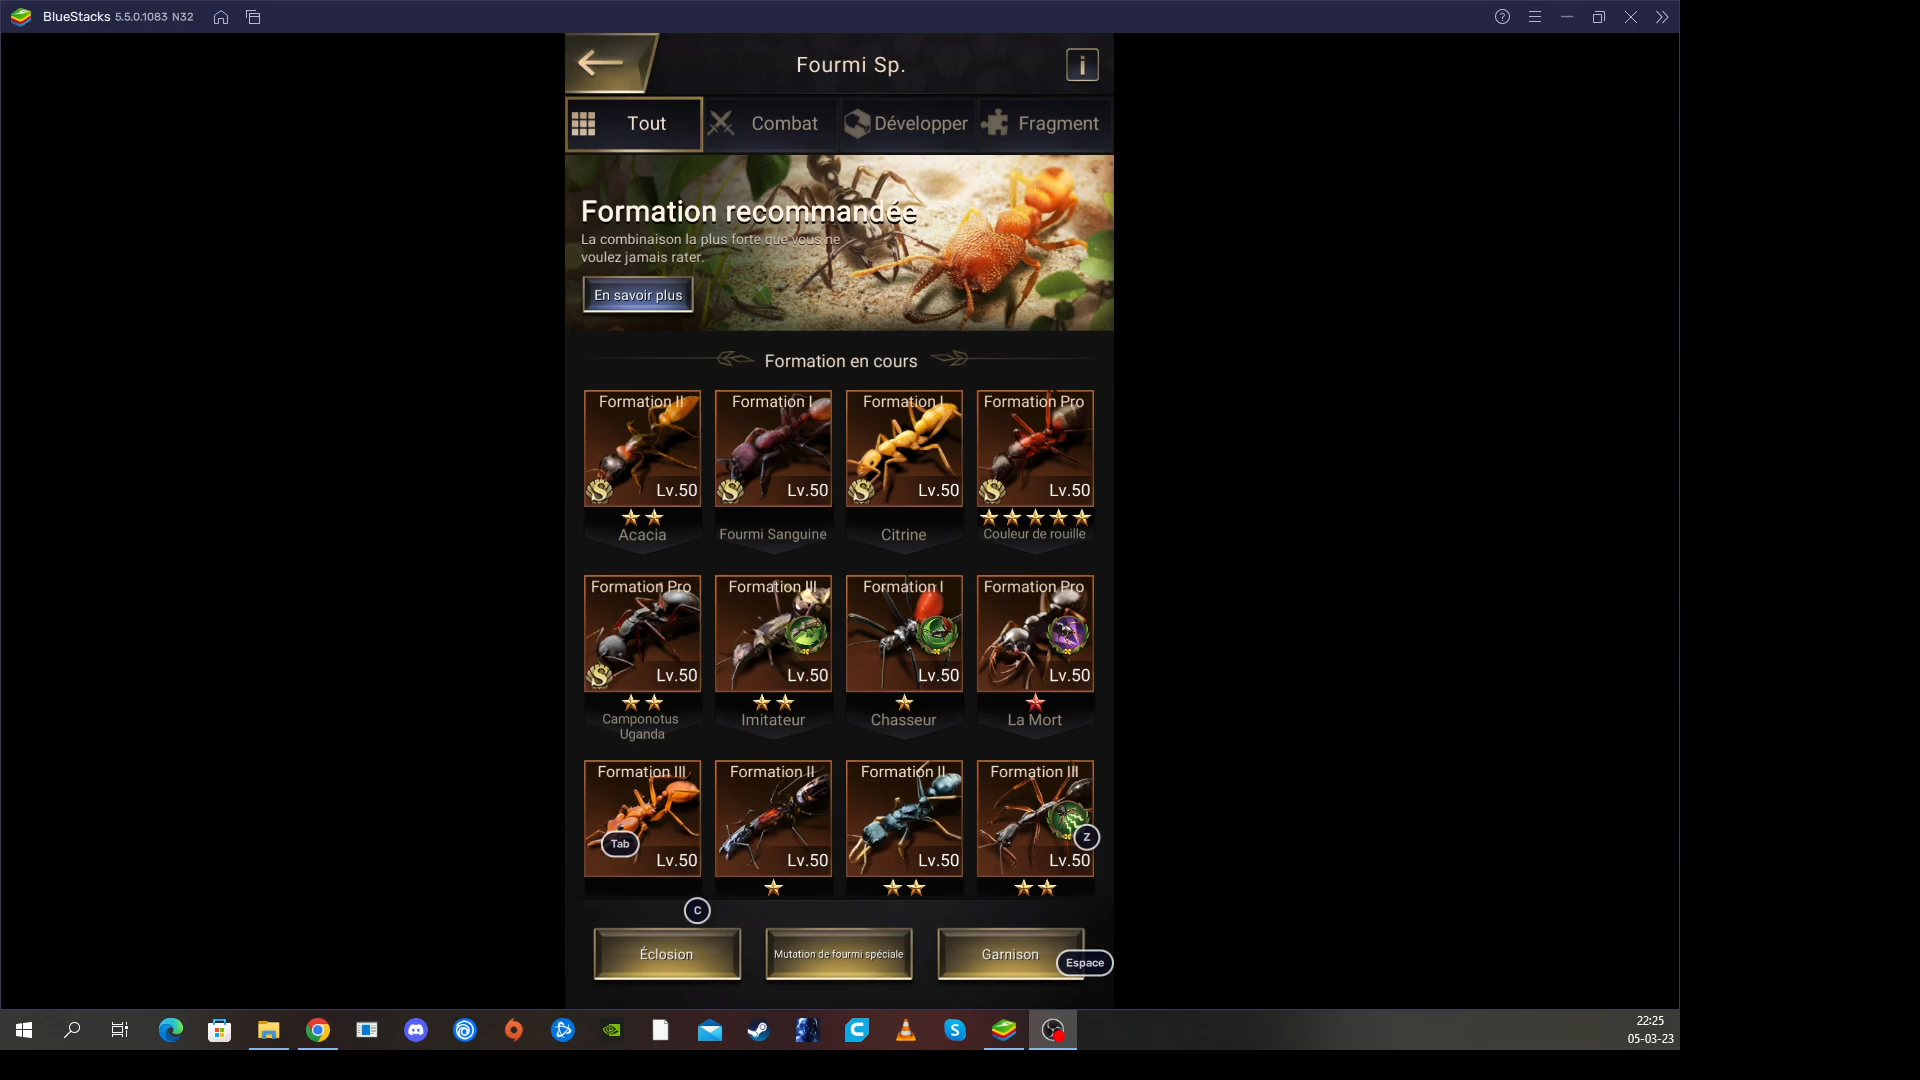 BlueStacks 5.5.0.1083 N32
Fourmi Sp.
Tout
Combat
Développer
Fragment
Formation recommandée
La combinaison la plus forte que vous ne
voulez jamais rater.
En savoir plus
Formation en cours
Formation II
Formation I
Formation I
Formation Pro
Lv.50
Lv.50
Lv.50
Lv.50
Acacia
Fourmi Sanguine
Citrine
Couleur de rouille
Formation Pro
Formation III
Formation I
Formation Pro
Lv.50
Lv.50
Lv.50
Lv.50
Camponotus
Uganda
Imitateur
Chasseur
La Mort
Formation III
Formation II
Formation II
Formation III
Tab
Z
Lv.50
Lv.50
Lv.50
Lv.50
C
Éclosion
Mutation de fourmi spéciale
Garnison
Espace
22:25
05-03-23